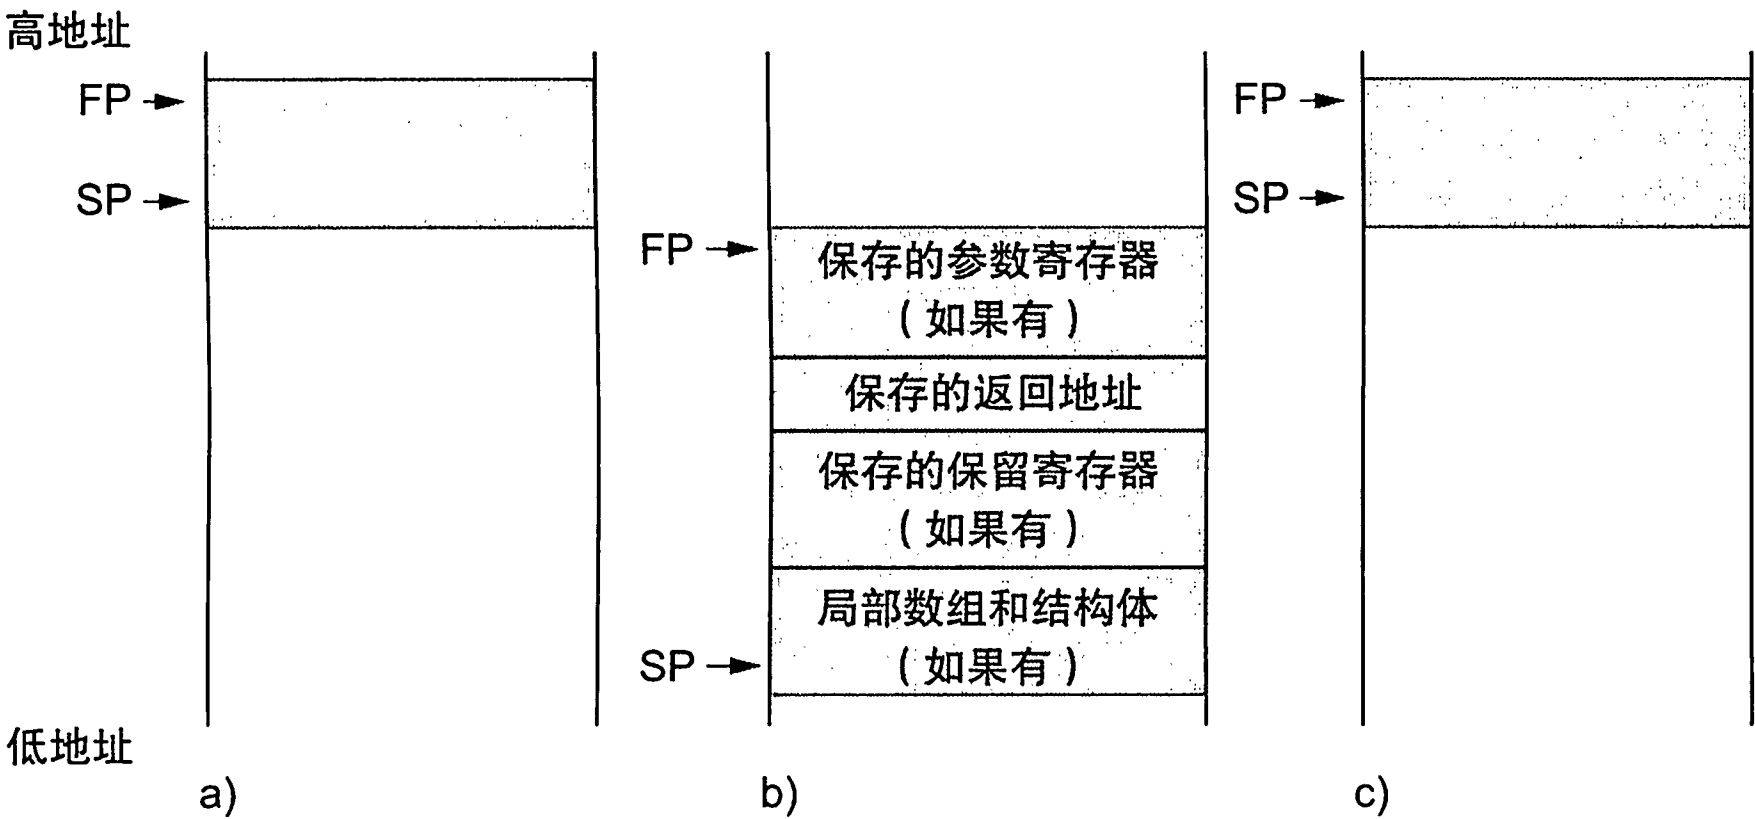 高地址
FP
SP
FP
保存的参数寄存器
（如果有）
保存的返回地址
保存的保留寄存器
（如果有）
局部数组和结构体
（如果有）
SP
FP
SP
低地址
a)
b)
c)